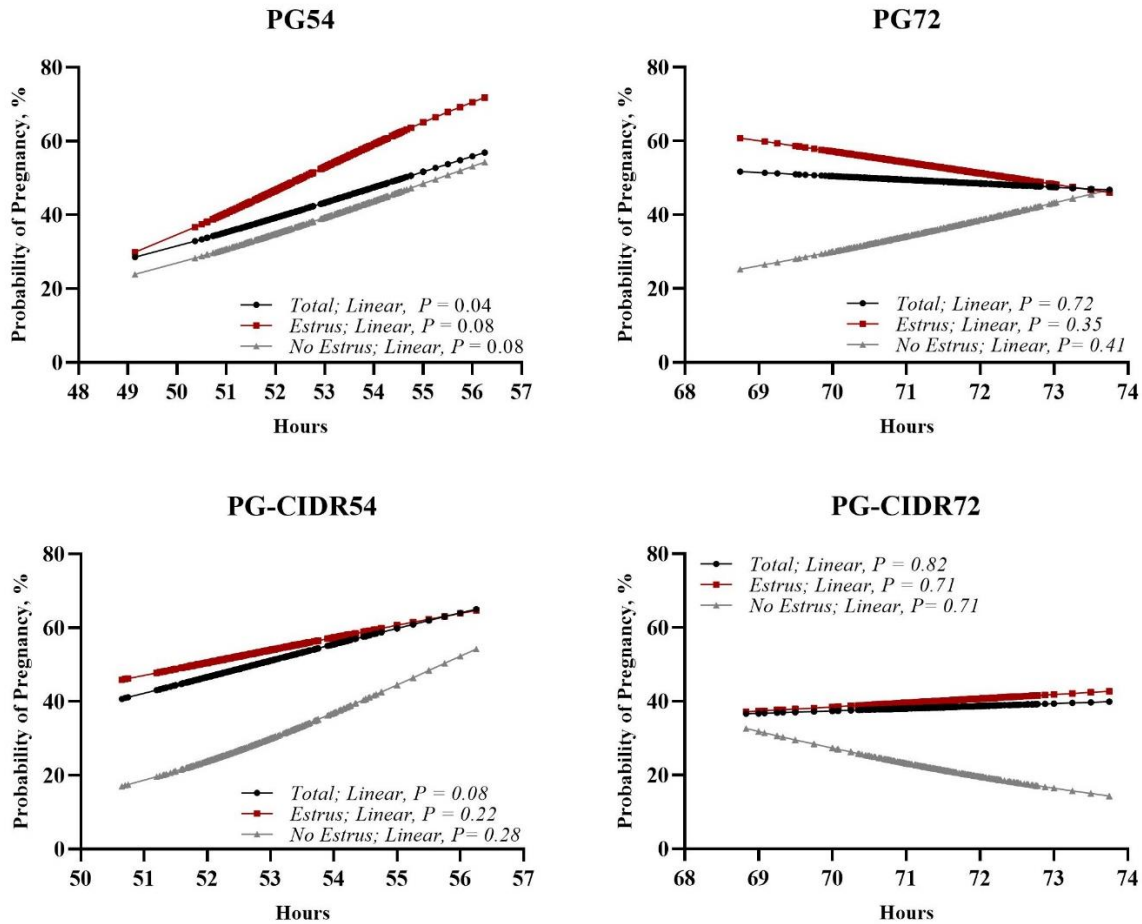 PG54
Probability of Pregnancy, %
80
60
40
20
0
Total; Linear,  P = 0.04
Estrus; Linear, P = 0.08
No Estrus; Linear, P = 0.08
48 49 50 51 52 53 54 55 56 57
Hours
PG72
Probability of Pregnancy, %
80
60
40
20
0
Total; Linear, P = 0.72
Estrus; Linear, P = 0.35
No Estrus; Linear, P = 0.41
68 69 70 71 72 73 74
Hours
PG-CIDR54
Probability of Pregnancy, %
80
60
40
20
0
Total; Linear, P = 0.08
Estrus; Linear, P = 0.22
No Estrus; Linear, P= 0.28
50 51 52 53 54 55 56 57
Hours
PG-CIDR72
Probability of Pregnancy, %
80
60
40
20
0
Total; Linear, P = 0.82
Estrus; Linear, P = 0.71
No Estrus; Linear, P=0.71
68 69 70 71 72 73 74
Hours